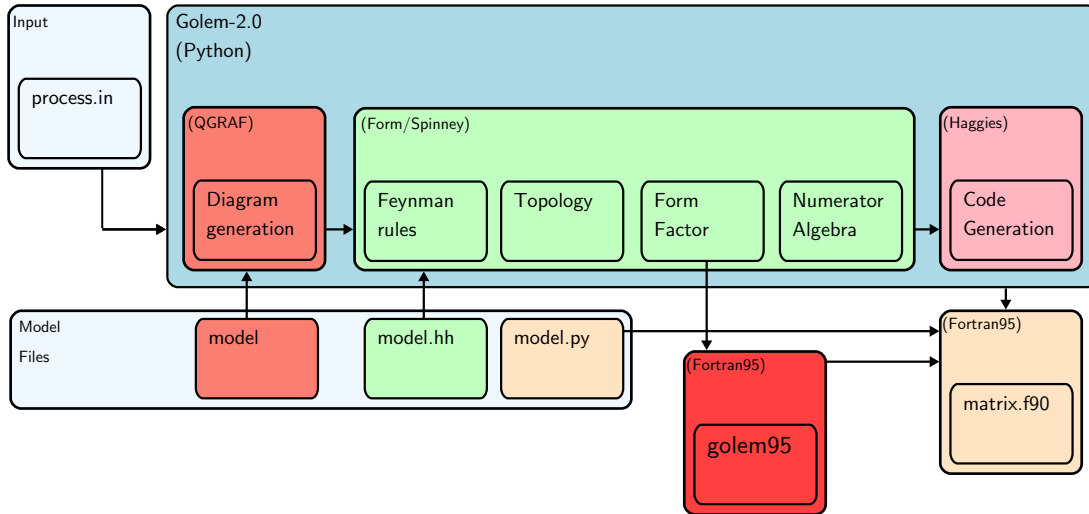 Input
process.in
Golem-2.0
(Python)
(QGRAF)
Diagram
generation
(Form/Spinney)
Feynman
rules
Topology
Form
Factor
Numerator
Algebra
(Haggies)
Code
Generation
Model
Files
model
model.hh
model.py
(Fortran95)
golem95
(Fortran95)
matrix.f90